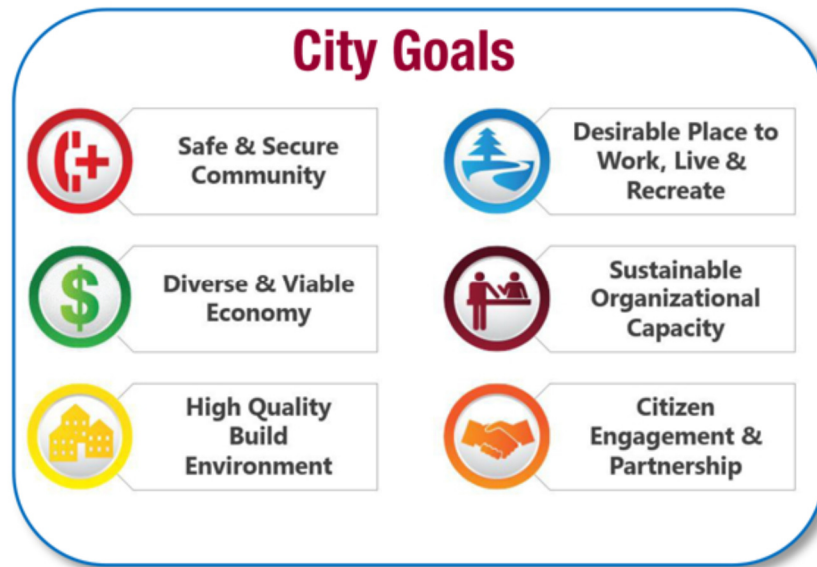 City Goals
Safe & Secure
Community
Desirable Place to
Work, Live &
Recreate
Diverse & Viable
Economy
Sustainable
Organizational
Capacity
High Quality
Build
Environment
Citizen
Engagement &
Partnership